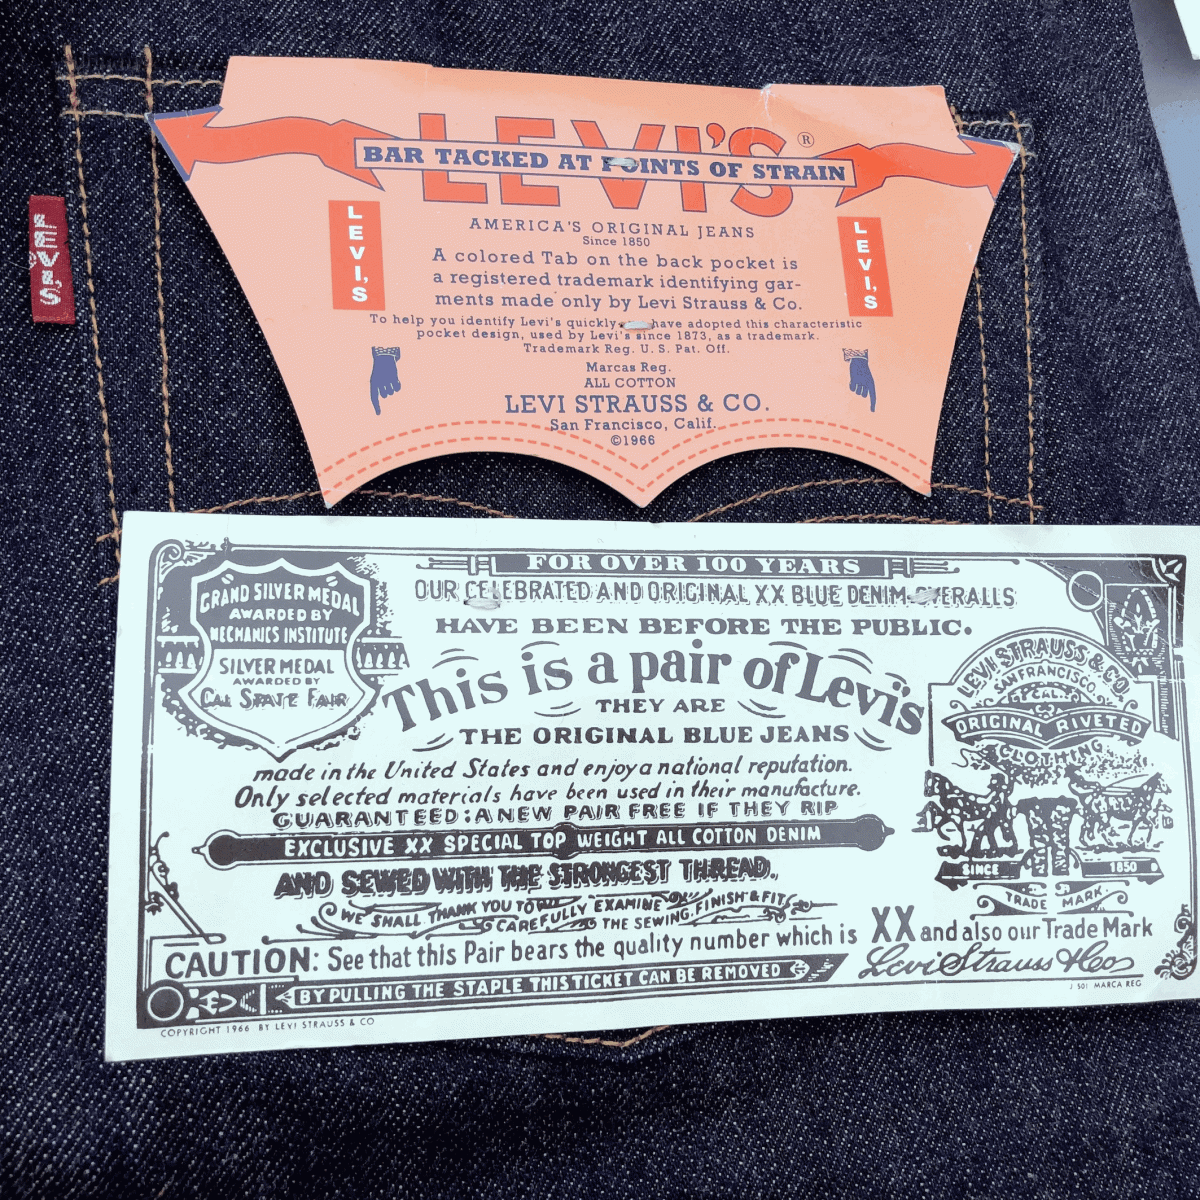 LEVI'S®
BAR TACKED AT POINTS OF STRAIN
LEVI'S
LEVI'S
LEVI'S
AMERICA'S ORIGINAL JEANS
Since 1850
A colored Tab on the back pocket is
a registered trademark identifying gar-
ments made only by Levi Strauss & Co.
To help you identify Levi's quickly have adopted this characteristic
pocket design, used by Levi's since 1873, as a trademark.
Trademark Reg. U. S. Pat. Off.
Marcas Reg.
ALL COTTON
LEVI STRAUSS & CO.
San Francisco, Calif.
©1966
FOR OVER 100 YEARS
OUR CELEBRATED AND ORIGINAL XX BLUE DENIM OVERALLS
HAVE BEEN BEFORE THE PUBLIC.
GRAND SILVER MEDAL
AWARDED BY
MECHANICS INSTITUTE
SILVER MEDAL
AWARDED BY
CAL STATE FAIR
This is a pair of Levi's
THEY ARE
THE ORIGINAL BLUE JEANS
made in the United States and enjoy a national reputation.
Only selected materials have been used in their manufacture.
GUARANTEED: A NEW PAIR FREE IF THEY RIP
EXCLUSIVE XX SPECIAL TOP WEIGHT ALL COTTON DENIM
AND SEWED WITH THE STRONGEST THREAD.
WE SHALL THANK YOU TO CAREFULLY EXAMINE THE SEWING, FINISH & FIT
LEVI STRAUSS & CO.
SAN FRANCISCO,
CAL.
ORIGINAL RIVETED
CLOTHING
SINCE 1850
TRADE MARK.
CAUTION: See that this Pair bears the quality number which is XX and also our Trade Mark
Levi Strauss & Co
BY PULLING THE STAPLE THIS TICKET CAN BE REMOVED
J 501 MARCA REG
COPYRIGHT 1966 BY LEVI STRAUSS & CO